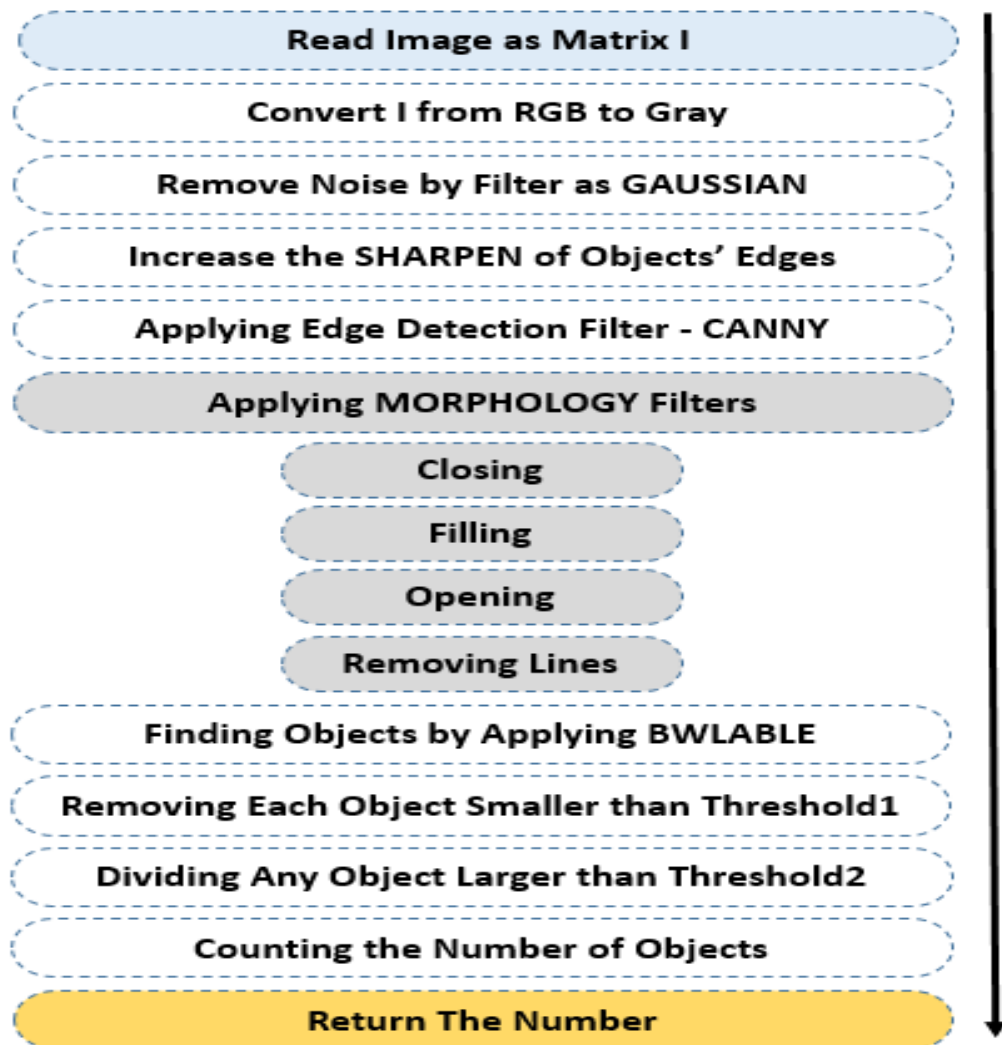 Read Image as Matrix I
Convert I from RGB to Gray
Remove Noise by Filter as GAUSSIAN
Increase the SHARPEN of Objects’ Edges
Applying Edge Detection Filter - CANNY
Applying MORPHOLOGY Filters
Closing
Filling
Opening
Removing Lines
Finding Objects by Applying BWLABLE
Removing Each Object Smaller than Threshold1
Dividing Any Object Larger than Threshold2
Counting the Number of Objects
Return The Number